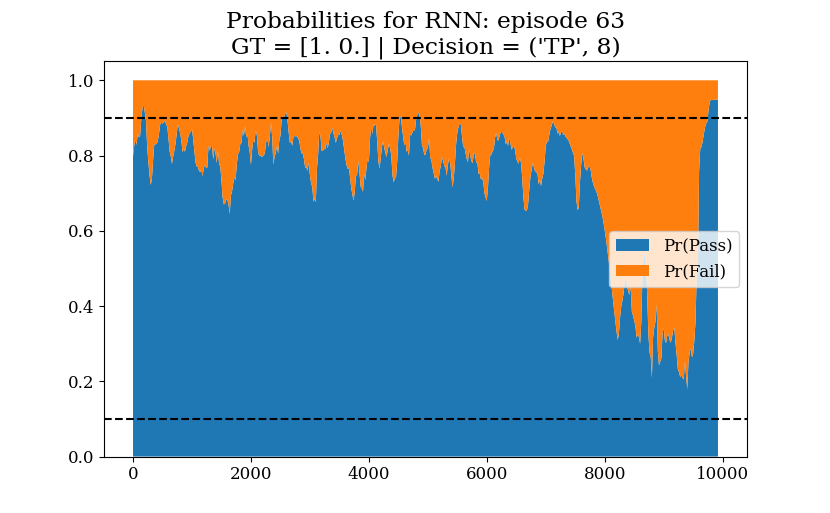 Probabilities for RNN: episode 63
GT = [1. 0.] | Decision = ('TP', 8)
1.0
0.8
0.6
0.4
0.2
0.0
Pr(Pass)
Pr(Fail)
0 2000 4000 6000 8000 10000